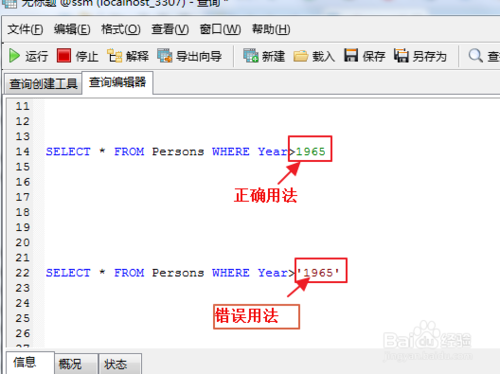 无标题 @ssm (localhost_3307) - 查询 *
文件(F) 编辑(E) 格式(O) 查看(V) 窗口(W) 帮助(H)
运行 停止 解释 导出向导 新建 载入 保存 另存为 查
查询创建工具 查询编辑器
11
12
13
14 SELECT * FROM Persons WHERE Year>1965
15
16
17 正确用法
18
19
20
21
22 SELECT * FROM Persons WHERE Year>'1965'
23
24
25 错误用法
26
27
Baidu 经验
jingyan.baidu.com
信息 概况 状态